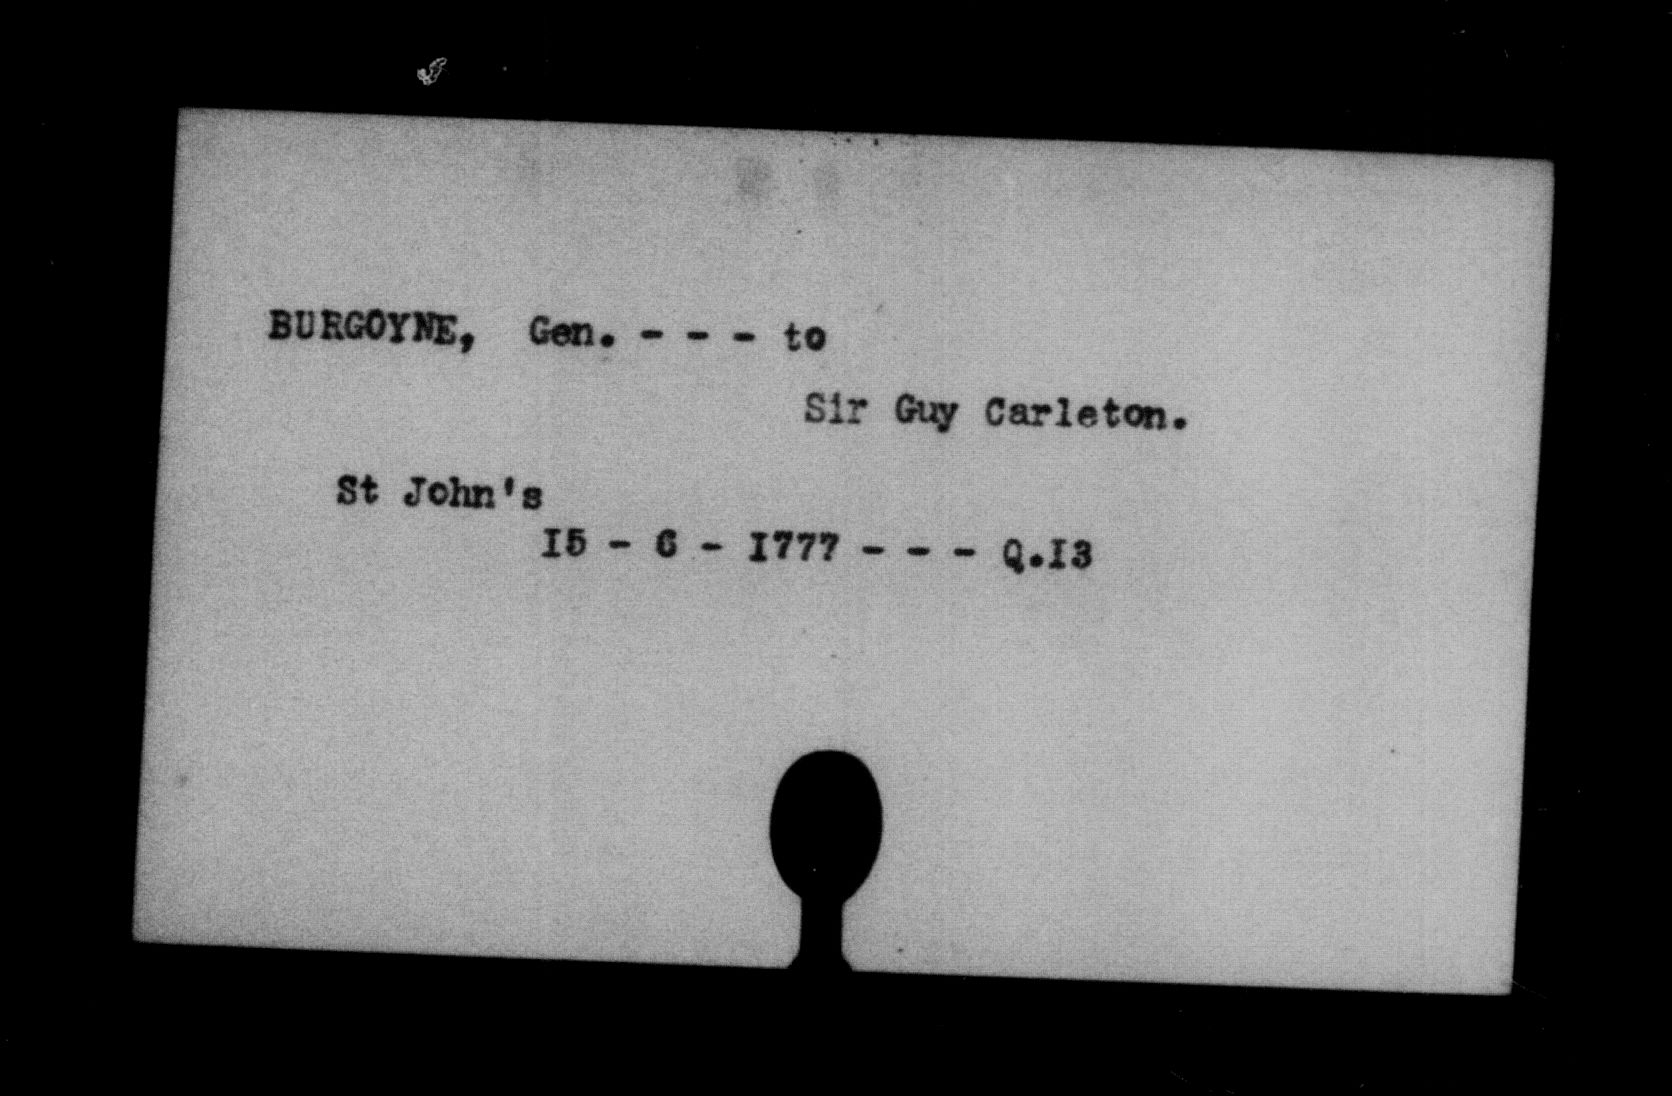 BURGOYNE, Gen. - - - to
Sir Guy Carleton.
St John's
I5 - 6 - I777 - - - Q.I3